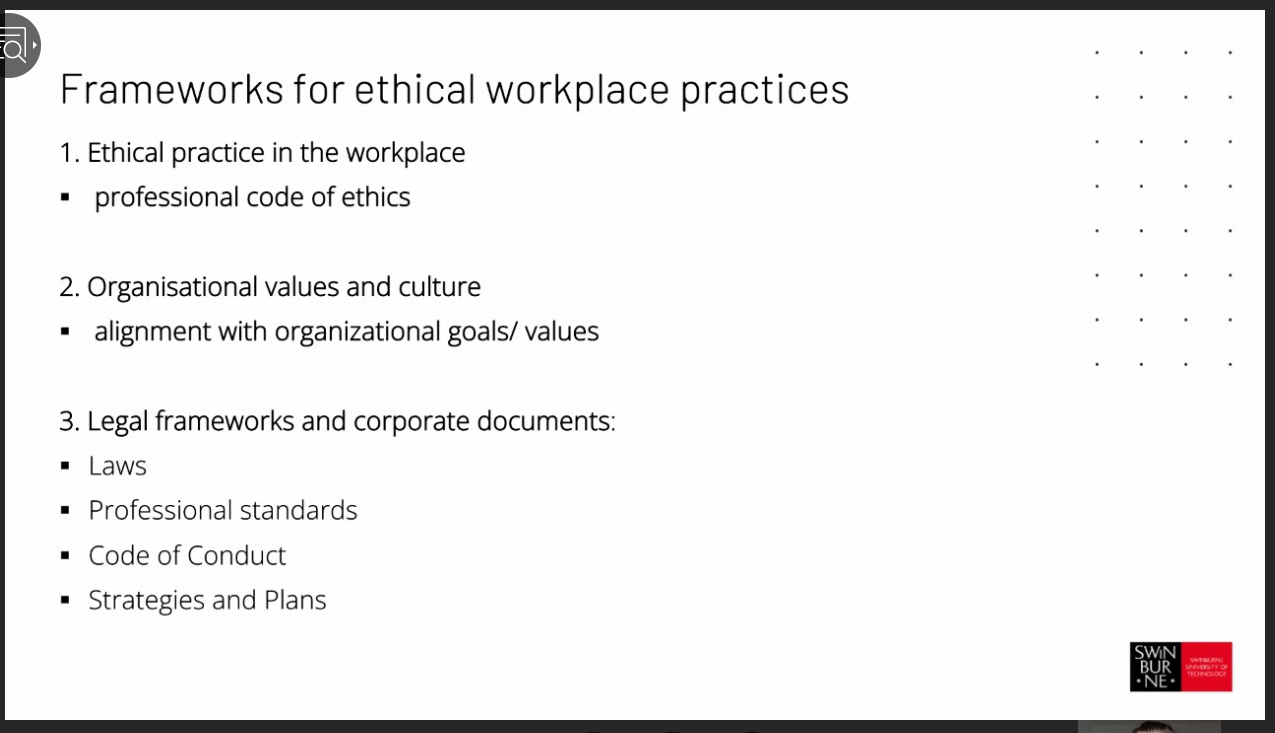 Frameworks for ethical workplace practices
1. Ethical practice in the workplace
▪ professional code of ethics
2. Organisational values and culture
▪ alignment with organizational goals/ values
3. Legal frameworks and corporate documents:
▪ Laws
▪ Professional standards
▪ Code of Conduct
▪ Strategies and Plans
SWIN
BUR
• NE •
SWINBURNE
UNIVERSITY OF
TECHNOLOGY